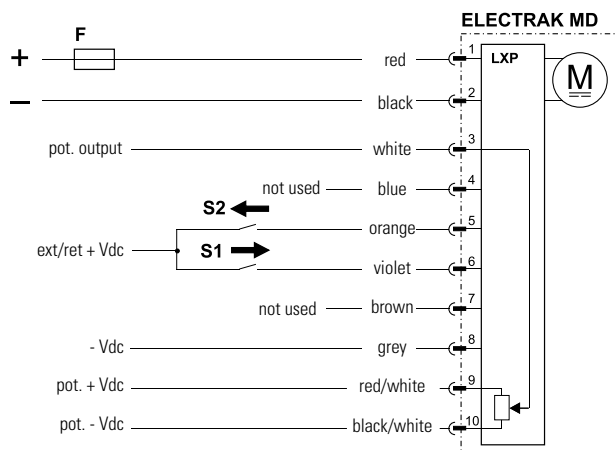 ELECTRAK MD
F
+ red 1 LXP
M
– black 2
pot. output white 3
not used blue 4
S2
orange 5
ext/ret + Vdc S1
violet 6
not used brown 7
- Vdc grey 8
pot. + Vdc red/white 9
pot. - Vdc black/white 10